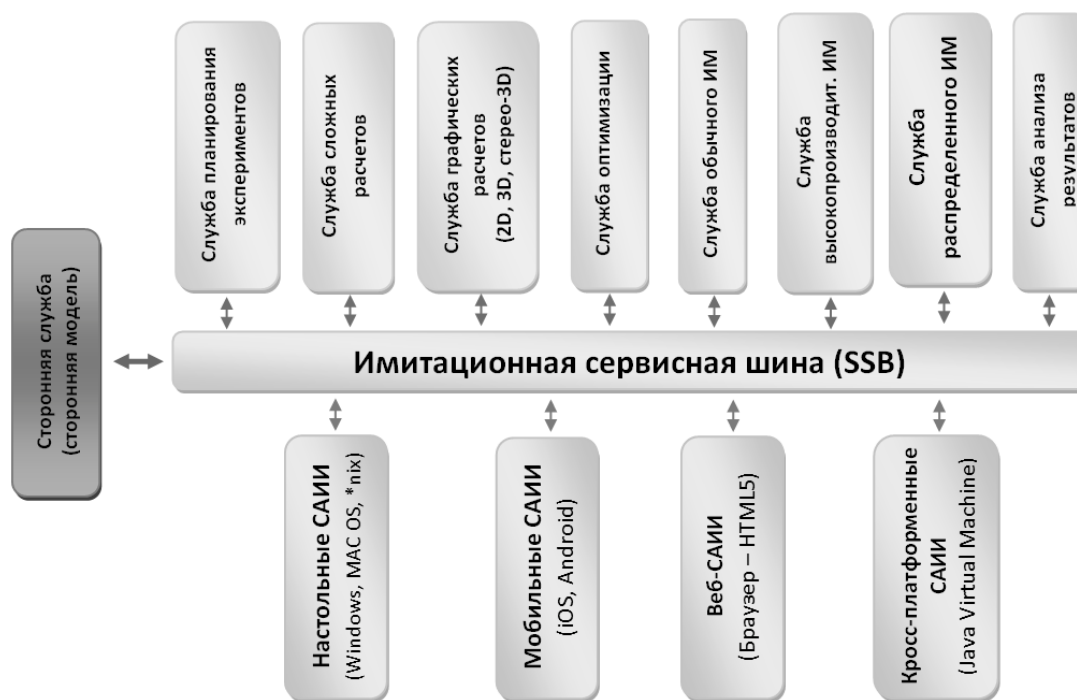 Служба планирования
экспериментов
Служба сложных
расчетов
Служба графических
расчетов
(2D, 3D, стерео-3D)
Служба оптимизации
Служба обычного ИМ
Служба
высокопроизводит. ИМ
Служба
распределенного ИМ
Служба анализа
результатов
Сторонняя служба
(сторонняя модель)
Имитационная сервисная шина (SSB)
Настольные САИИ
(Windows, MAC OS, *nix)
Мобильные САИИ
(iOS, Android)
Веб-САИИ
(Браузер – HTML5)
Кросс-платформенные
САИИ
(Java Virtual Machine)